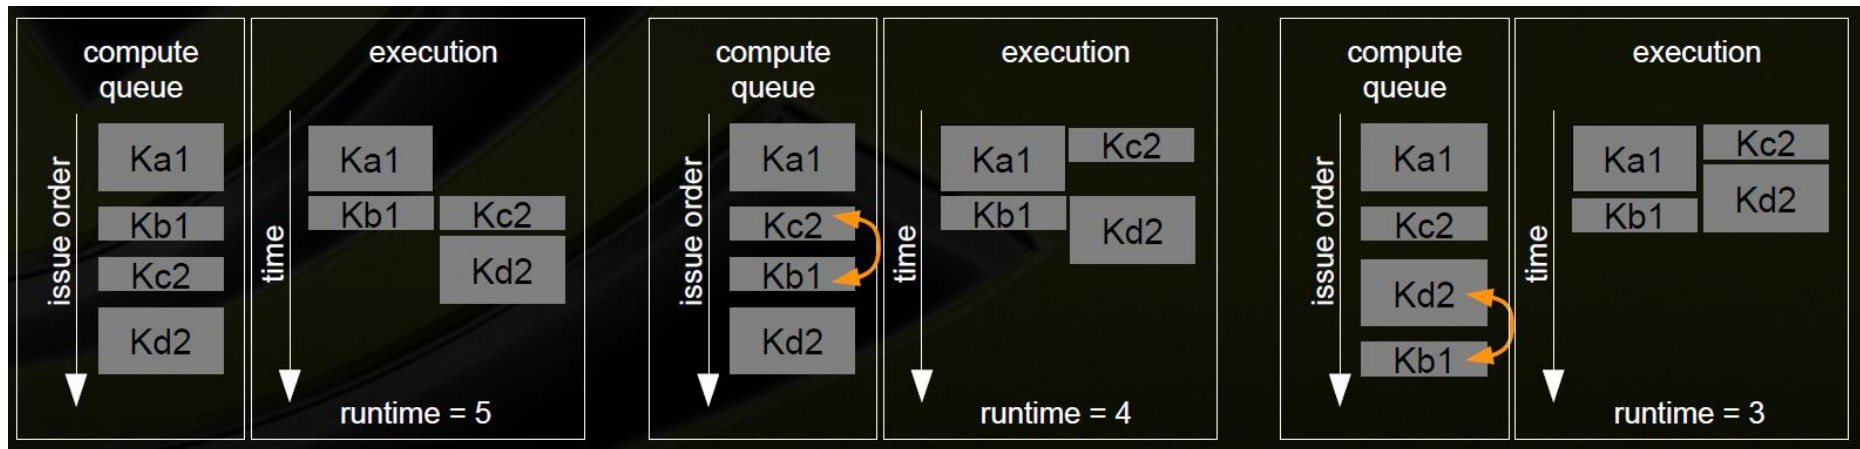 compute
queue
issue order
Ka1
Kb1
Kc2
Kd2
execution
time
Ka1
Kb1 Kc2
Kd2
runtime = 5
compute
queue
issue order
Ka1
Kc2
Kb1
Kd2
execution
time
Ka1 Kc2
Kb1 Kd2
runtime = 4
compute
queue
issue order
Ka1
Kc2
Kd2
Kb1
execution
time
Ka1 Kc2
Kb1 Kd2
runtime = 3